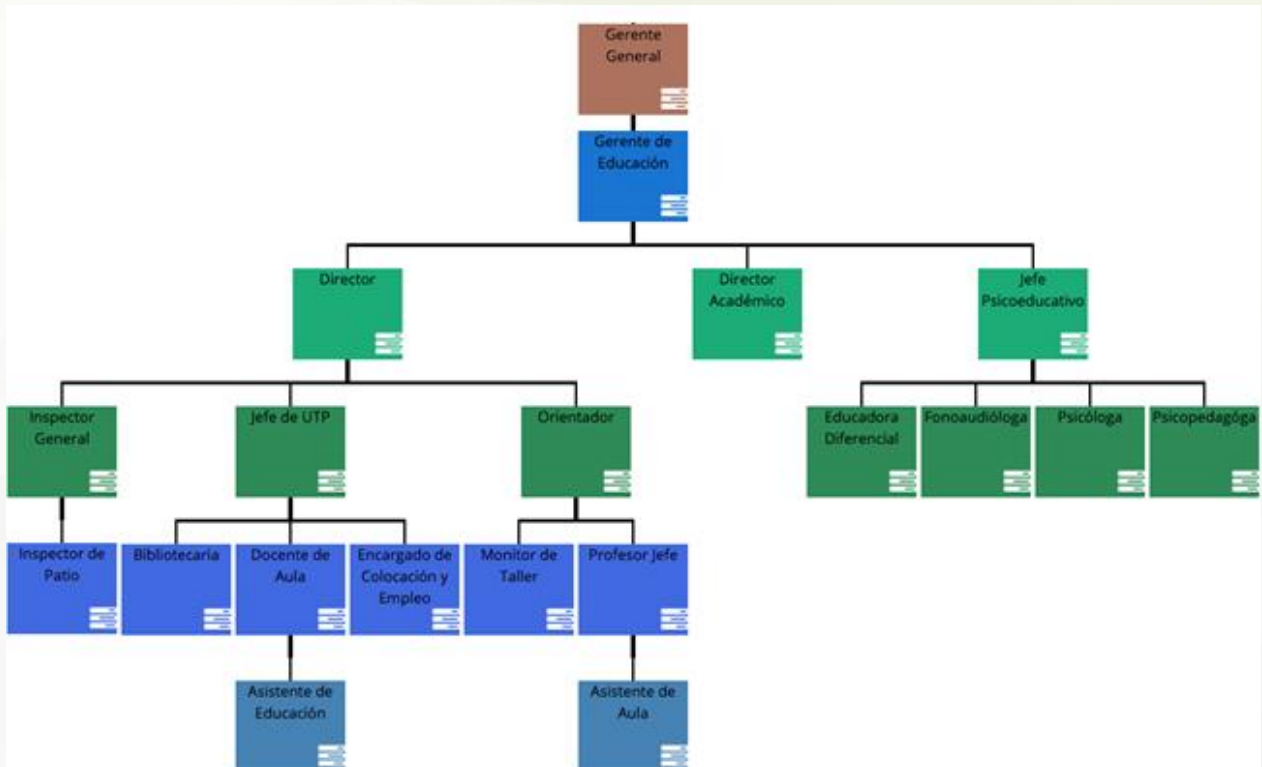 Gerente
General
Gerente de
Educación
Director
Director
Académico
Jefe
Psicoeducativo
Inspector
General
Jefe de UTP
Orientador
Educadora
Diferencial
Fonoaudióloga
Psicóloga
Psicopedagóga
Inspector de
Patio
Bibliotecaria
Docente de
Aula
Encargado de
Colocación y
Empleo
Monitor de
Taller
Profesor Jefe
Asistente de
Educación
Asistente de
Aula